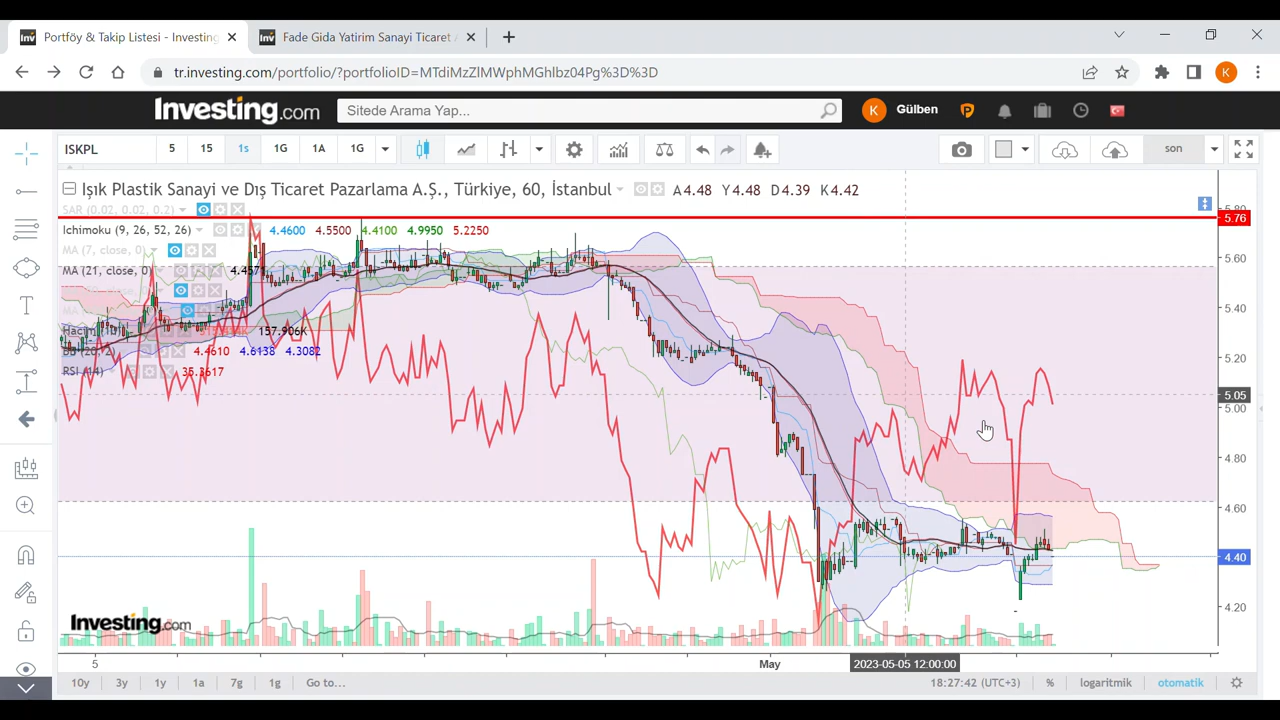 Portföy & Takip Listesi - Investing
Fade Gida Yatirim Sanayi Ticaret A
tr.investing.com/portfolio/?portfolioID=MTdiMzZlMWphMGhlbz04Pg%3D%3D
K
Investing.com
Sitede Arama Yap...
K
Gülben
ISKPL
5
15
1s
1G
1A
1G
son
Işık Plastik Sanayi ve Dış Ticaret Pazarlama A.Ş., Türkiye, 60, İstanbul
A4.48 Y4.48 D4.39 K4.42
SAR (0.02, 0.02, 0.2)
Ichimoku (9, 26, 52, 26)
4.4600 4.5500 4.4100 4.9950 5.2250
MA (7, close, 0)
MA (21, close, 0)
4.4571
157.906K
BB (20, 2)
4.4610 4.6138 4.3082
RSI (14)
5.80
5.76
5.60
5.40
5.20
5.05
5.00
4.80
4.60
4.40
4.20
Investing.com
5
May
2023-05-05 12:00:00
10y
3y
1y
1a
7g
1g
Go to...
18:27:42 (UTC+3)
%
logaritmik
otomatik